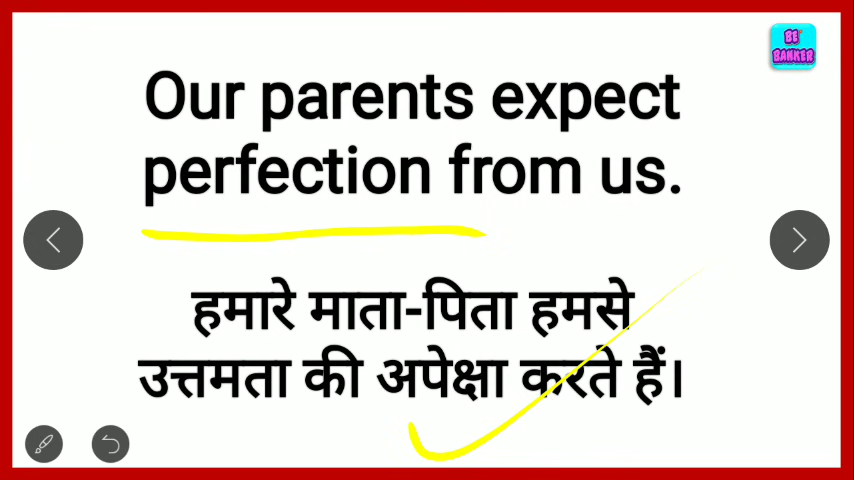 BE
BANKER
Our parents expect
perfection from us.
हमारे माता-पिता हमसे
उत्तमता की अपेक्षा करते हैं।